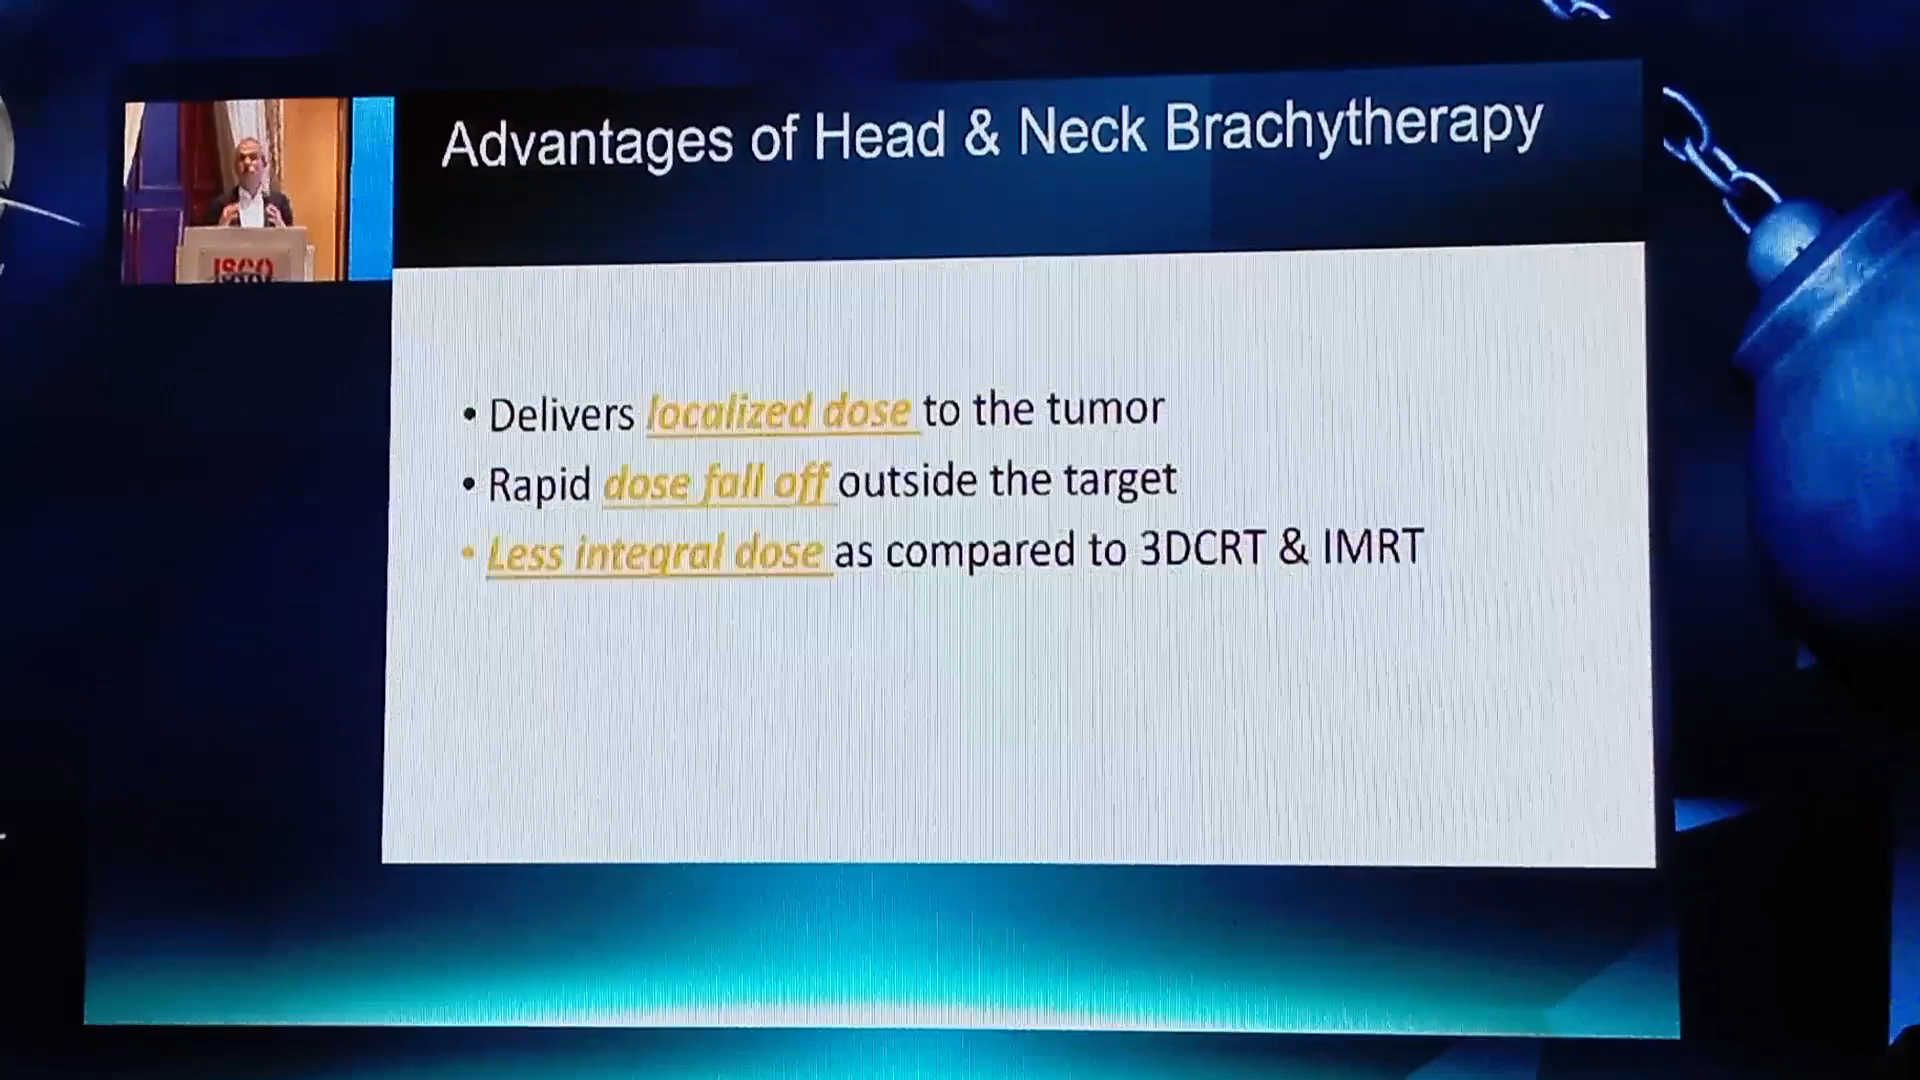 Advantages of Head & Neck Brachytherapy
JSCO
• Delivers localized dose to the tumor
• Rapid dose fall off outside the target
• Less integral dose as compared to 3DCRT & IMRT